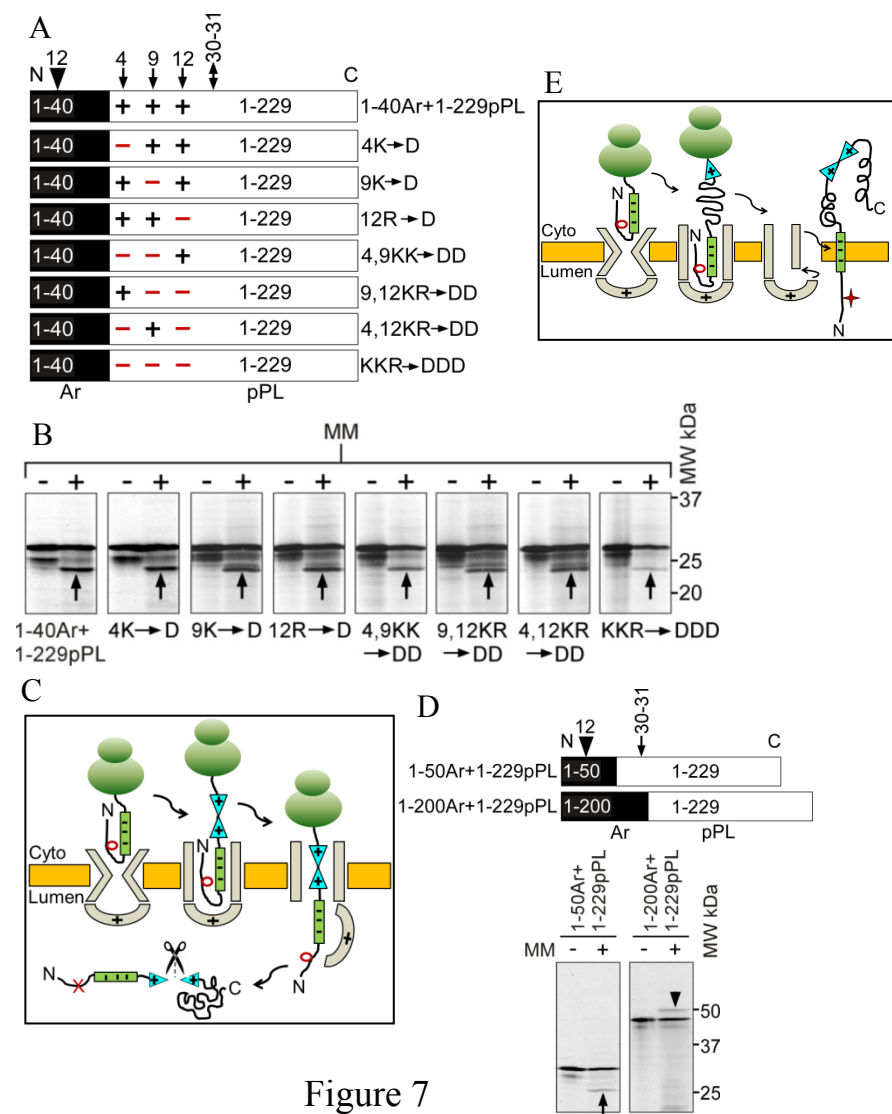 A
12 4 9 12 30-31
N C
1-40 + + + 1-229 1-40Ar+1-229pPL
1-40 − + + 1-229 4K→D
1-40 + − + 1-229 9K→D
1-40 + + − 1-229 12R→D
1-40 − − + 1-229 4,9KK→DD
1-40 + − − 1-229 9,12KR→DD
1-40 − + − 1-229 4,12KR→DD
1-40 − − − 1-229 KKR→DDD
Ar pPL
E
N N C
Cyto
Lumen
+ + + N
B
MM
MW kDa
- + - + - + - + - + - + - + - +
37
25
20
1-40Ar+
1-229pPL
4K→D
9K→D
12R→D
4,9KK
→DD
9,12KR
→DD
4,12KR
→DD
KKR→DDD
C
N N
Cyto
Lumen
+ + +
N C N
D
30-31
N 12 C
1-50Ar+1-229pPL 1-50 1-229
1-200Ar+1-229pPL 1-200 1-229
Ar pPL
1-50Ar+
1-229pPL
1-200Ar+
1-229pPL
MW kDa
MM - + - +
50
37
25
Figure 7